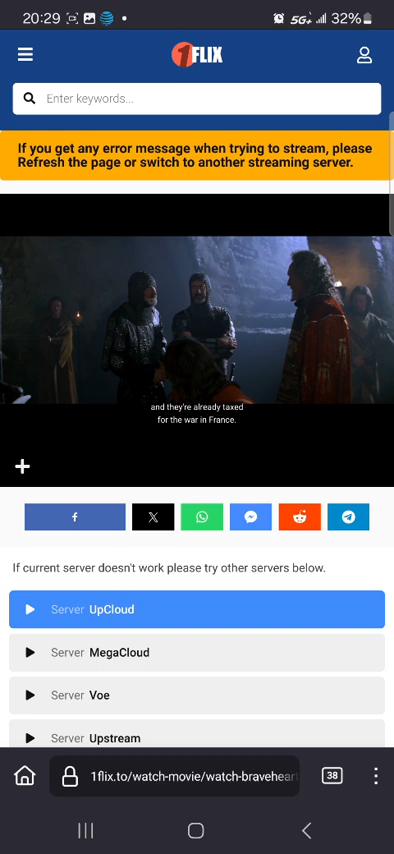 20:29
5G+ 32%
1FLIX
Enter keywords...
If you get any error message when trying to stream, please
Refresh the page or switch to another streaming server.
and they're already taxed
for the war in France.
If current server doesn't work please try other servers below.
Server UpCloud
Server MegaCloud
Server Voe
Server Upstream
1flix.to/watch-movie/watch-braveheart
38